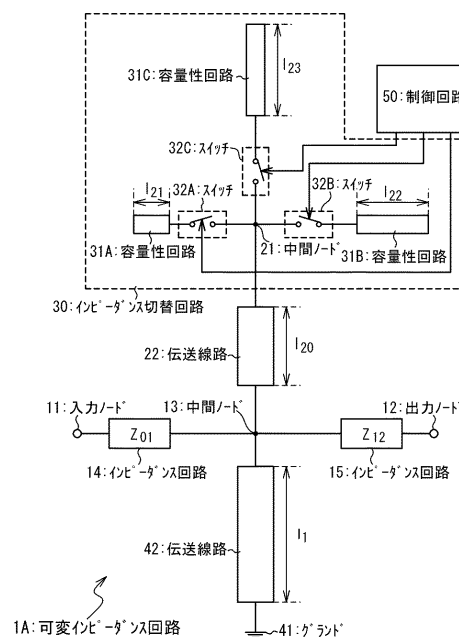 31C:容量性回路
l23
50:制御回路
32C:スイッチ
32A:スイッチ
32B:スイッチ
l21
l22
31A:容量性回路
21:中間ノード
31B:容量性回路
30:インピーダンス切替回路
22:伝送線路
l20
11:入力ノード
13:中間ノード
12:出力ノード
Z01
Z12
14:インピーダンス回路
15:インピーダンス回路
42:伝送線路
l1
1A:可変インピーダンス回路
41:グランド